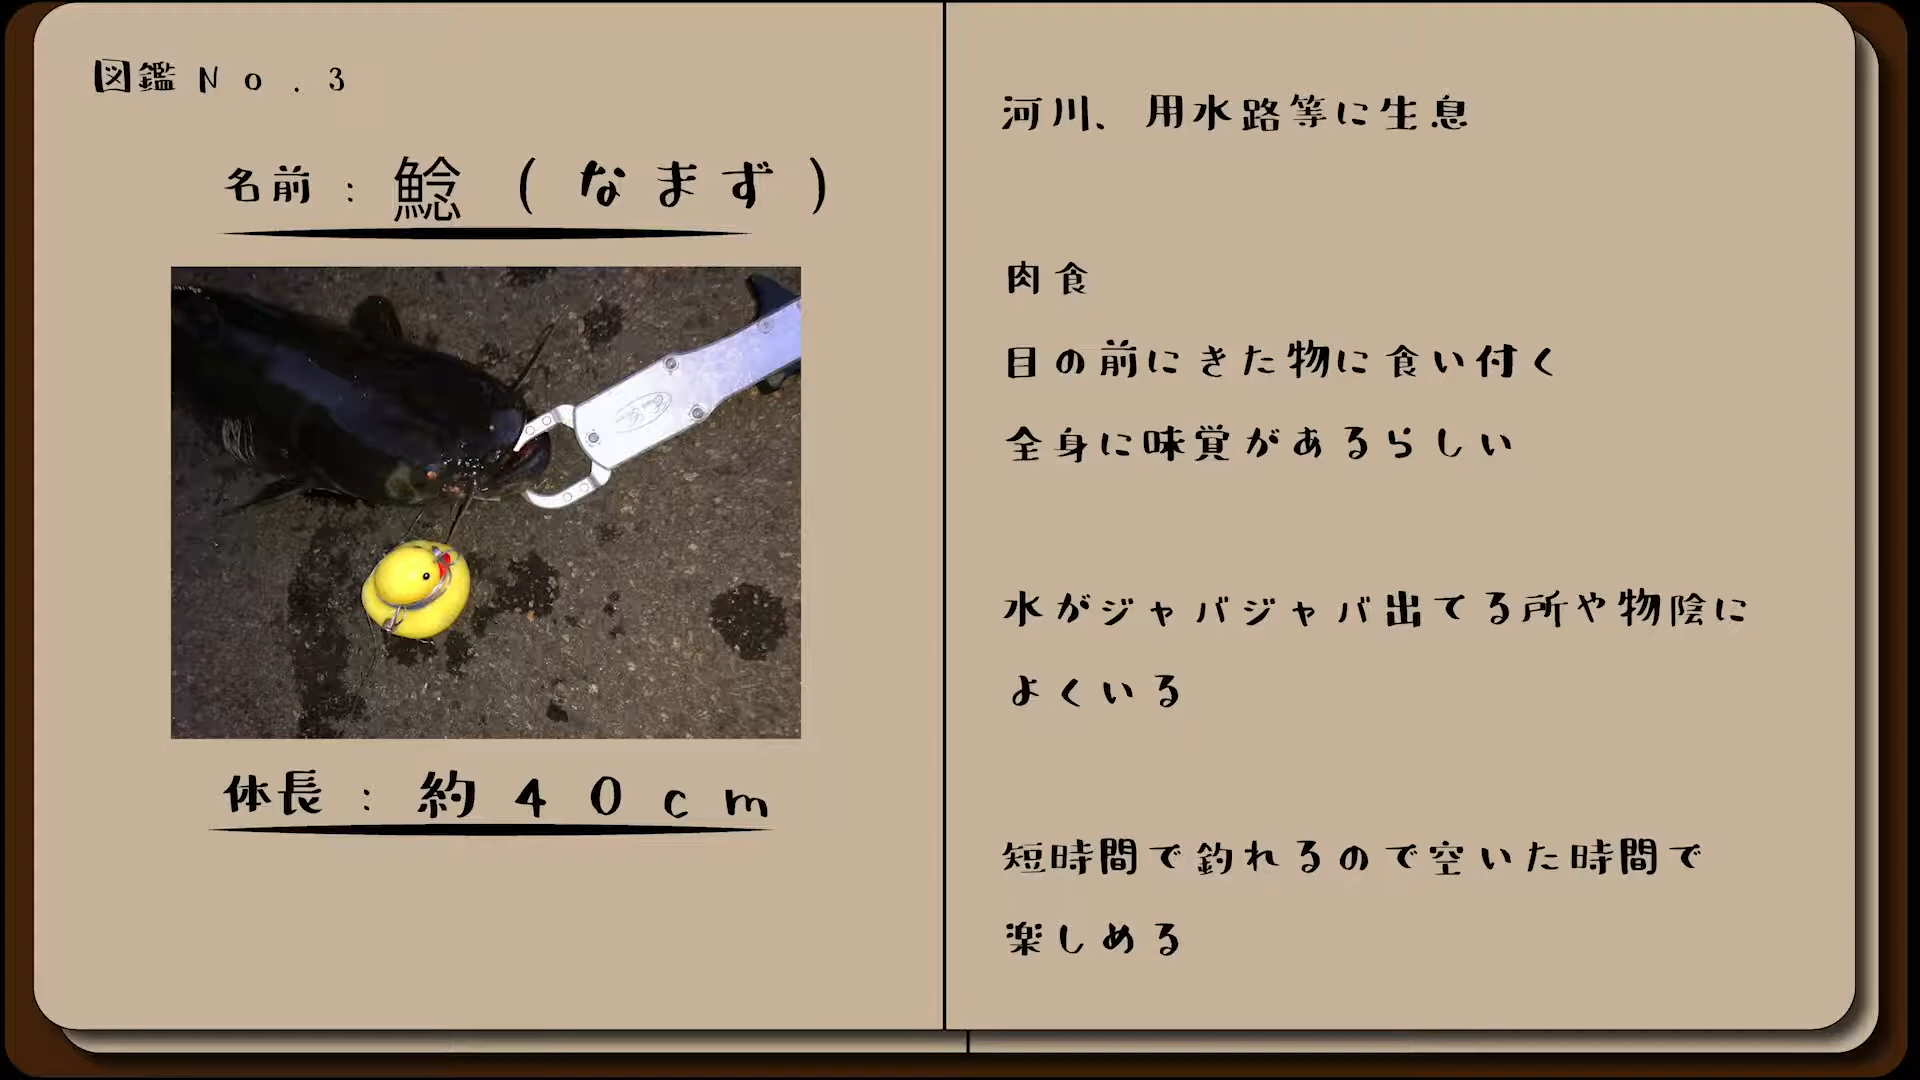 図鑑No.3
名前：鯰(なまず)
体長：約40cm
河川、用水路等に生息
肉食
目の前にきた物に食い付く
全身に味覚があるらしい
水がジャバジャバ出てる所や物陰に
よくいる
短時間で釣れるので空いた時間で
楽しめる